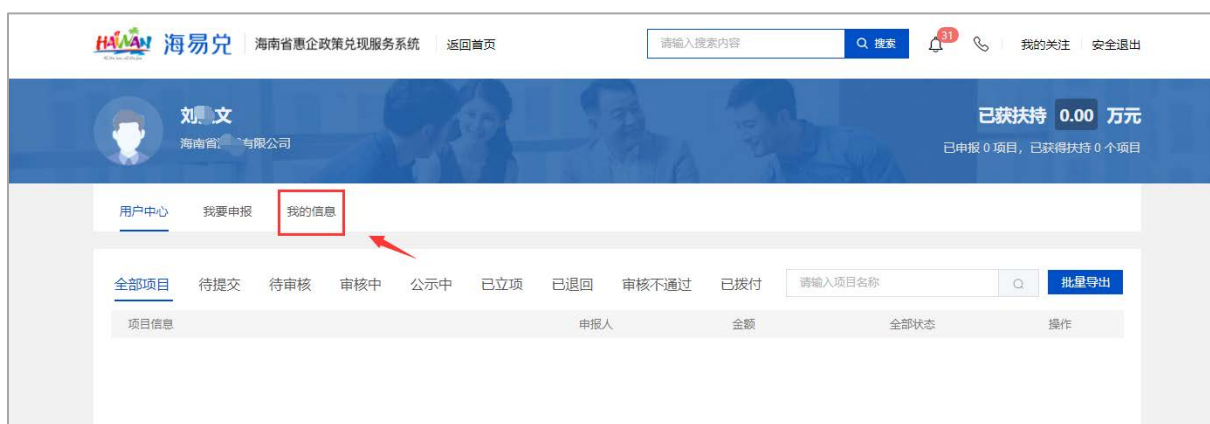 HAINAN 海易兑 海南省惠企政策兑现服务系统 返回首页 请输入搜索内容 搜索 31 我的关注 安全退出
刘 文
已获扶持 0.00 万元
海南省 有限公司
已申报 0 项目，已获得扶持 0 个项目
用户中心 我要申报 我的信息
全部项目 待提交 待审核 审核中 公示中 已立项 已退回 审核不通过 已拨付 请输入项目名称 批量导出
项目信息 申报人 金额 全部状态 操作